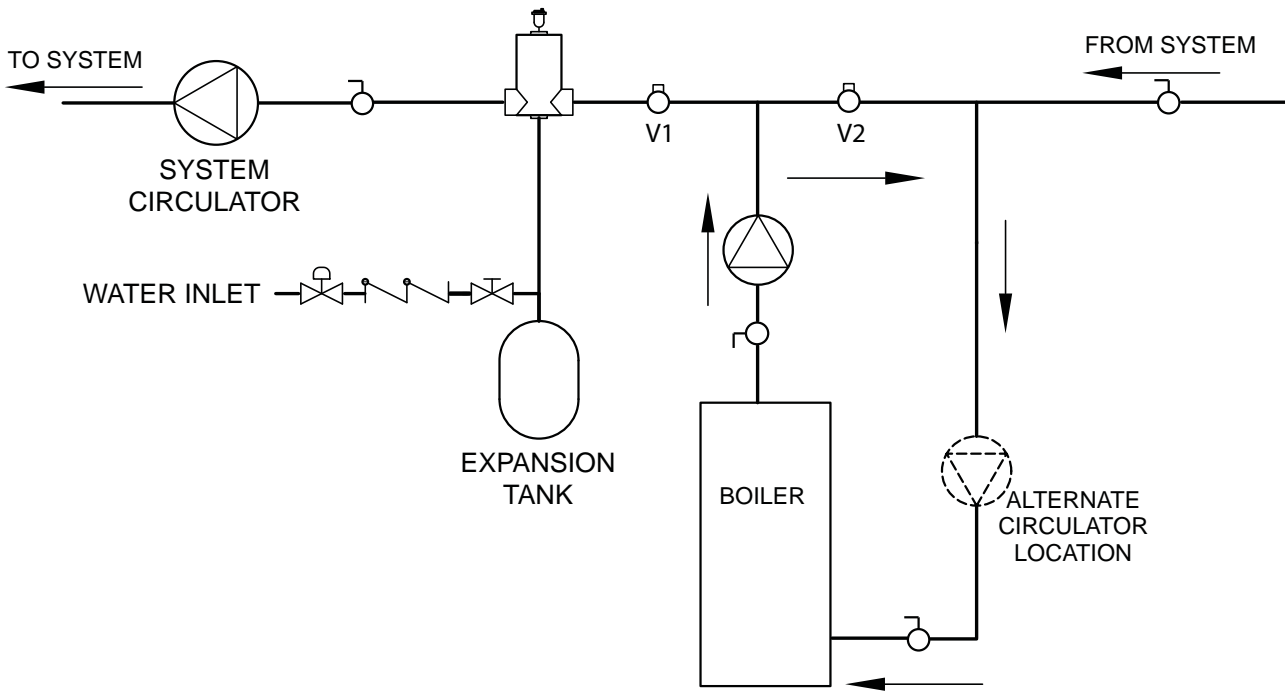 TO SYSTEM
FROM SYSTEM
V1
V2
SYSTEM
CIRCULATOR
WATER INLET
EXPANSION
TANK
BOILER
ALTERNATE
CIRCULATOR
LOCATION